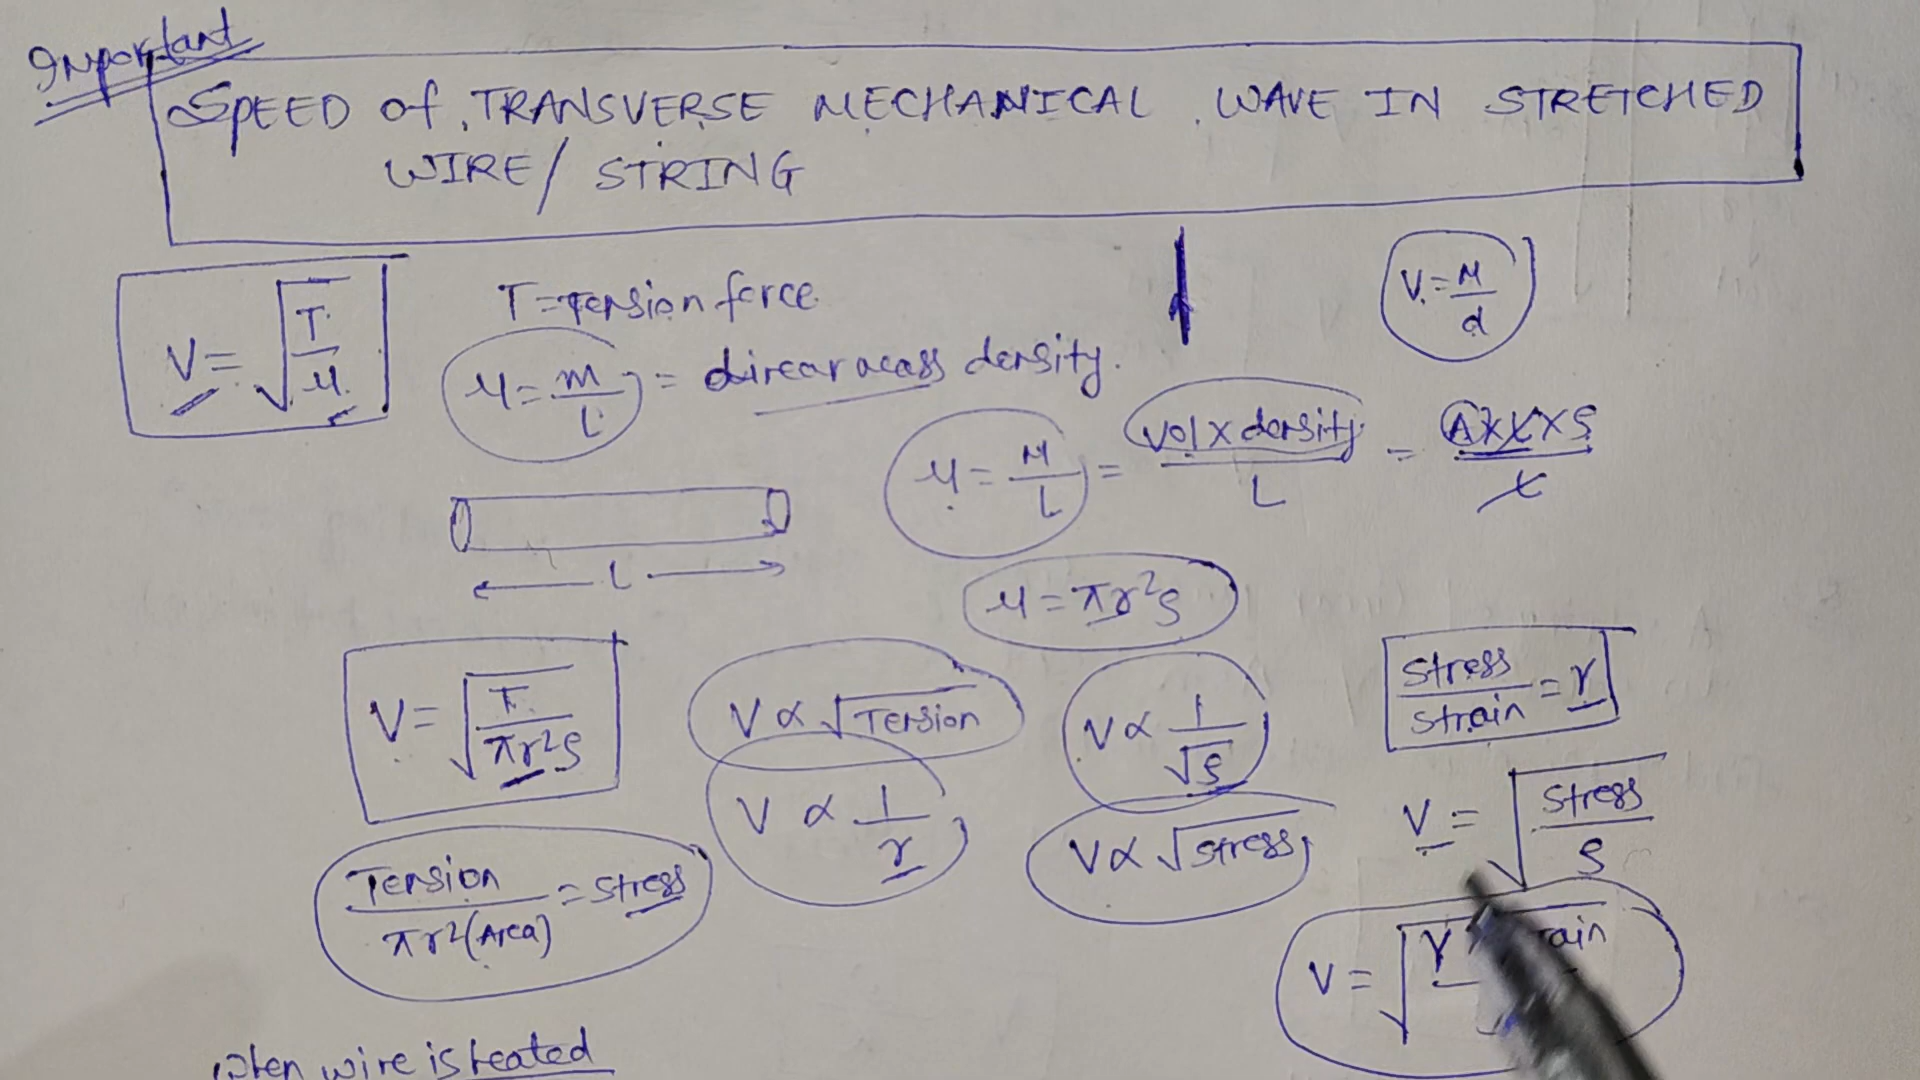 Important
SPEED of TRANSVERSE MECHANICAL WAVE IN STRETCHED
WIRE/ STRING
V = √(T/μ)
T = Tension force
V = M/d
μ = m/L = linear mass density.
μ = M/L = Vol x density/L = A x L x ρ/L
L
μ = πr²ρ
V = √(T/πr²ρ)
V ∝ √Tension
V ∝ 1/√ρ
Stress/Strain = Y
V ∝ 1/r
V ∝ √Stress
V = √(Stress/ρ)
Tension/πr²(Area) = Stress
V = √(Y
when wire is heated